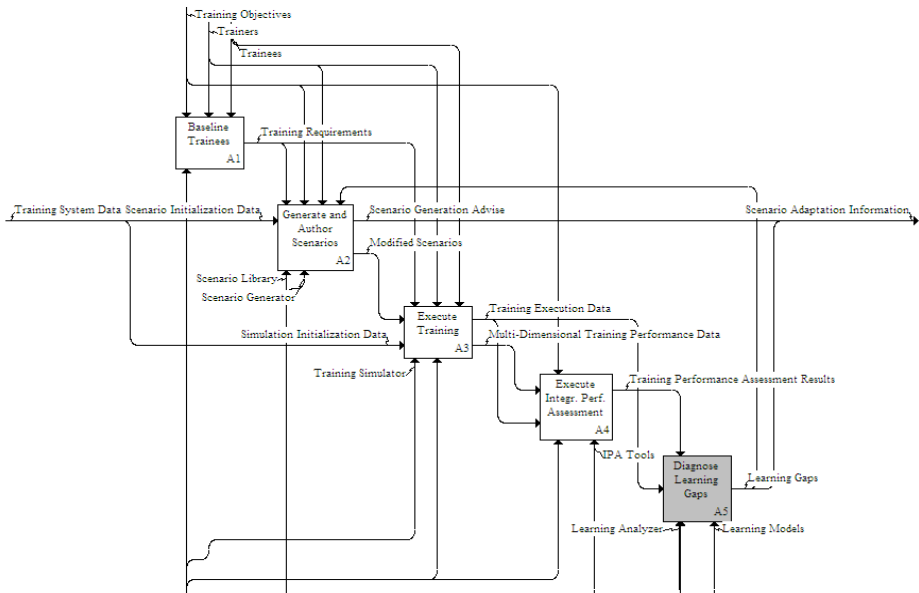 Training Objectives
Trainers
Trainees
Baseline
Trainees
A1
Training Requirements
Training System Data Scenario Initialization Data
Generate and
Author
Scenarios
A2
Scenario Generation Advise
Scenario Adaptation Information
Modified Scenarios
Scenario Library
Scenario Generator
Execute
Training
A3
Training Execution Data
Simulation Initialization Data
Multi-Dimensional Training Performance Data
Training Simulator
Execute
Integr. Perf.
Assessment
A4
Training Performance Assessment Results
IPA Tools
Diagnose
Learning
Gaps
A5
Learning Gaps
Learning Analyzer
Learning Models